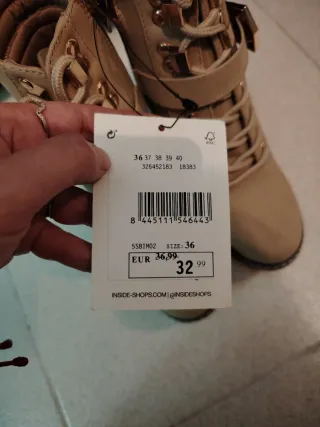 36 37 38 39 40
326452183 18383
8 445111 546443
SSBIMO2 SIZE: 36
EUR 36,99
32 99
INSIDE-SHOPS.COM | @INSIDESHOPS